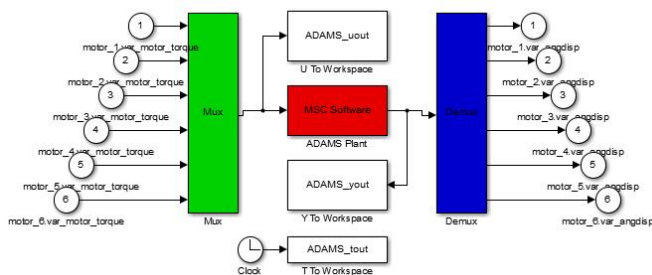 1
motor_1.var_motor_torque
2
motor_2.var_motor_torque
3
motor_3.var_motor_torque
4
motor_4.var_motor_torque
5
motor_5.var_motor_torque
6
motor_6.var_motor_torque
Mux
Mux
ADAMS_uout
U To Workspace
MSC Software
ADAMS Plant
ADAMS_yout
Y To Workspace
Clock
ADAMS_tout
T To Workspace
Demux
Demux
1
motor_1.var_angdisp
2
motor_2.var_angdisp
3
motor_3.var_angdisp
4
motor_4.var_angdisp
5
motor_5.var_angdisp
6
motor_6.var_angdisp